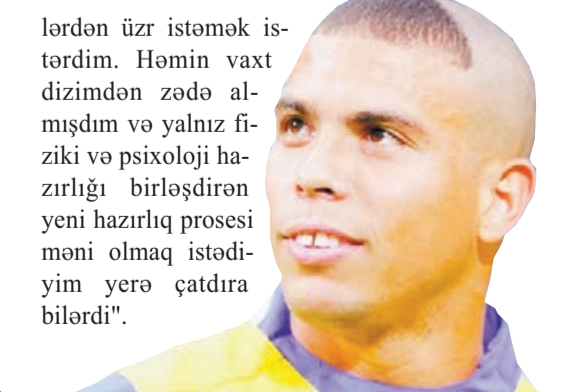 lərdən üzr istəmək is-
tərdim. Həmin vaxt
dizimdən zədə al-
mışdım və yalnız fi-
ziki və psixoloji ha-
zırlığı birləşdirən
yeni hazırlıq prosesi
məni olmaq istədi-
yim yerə çatdıra
bilərdi".